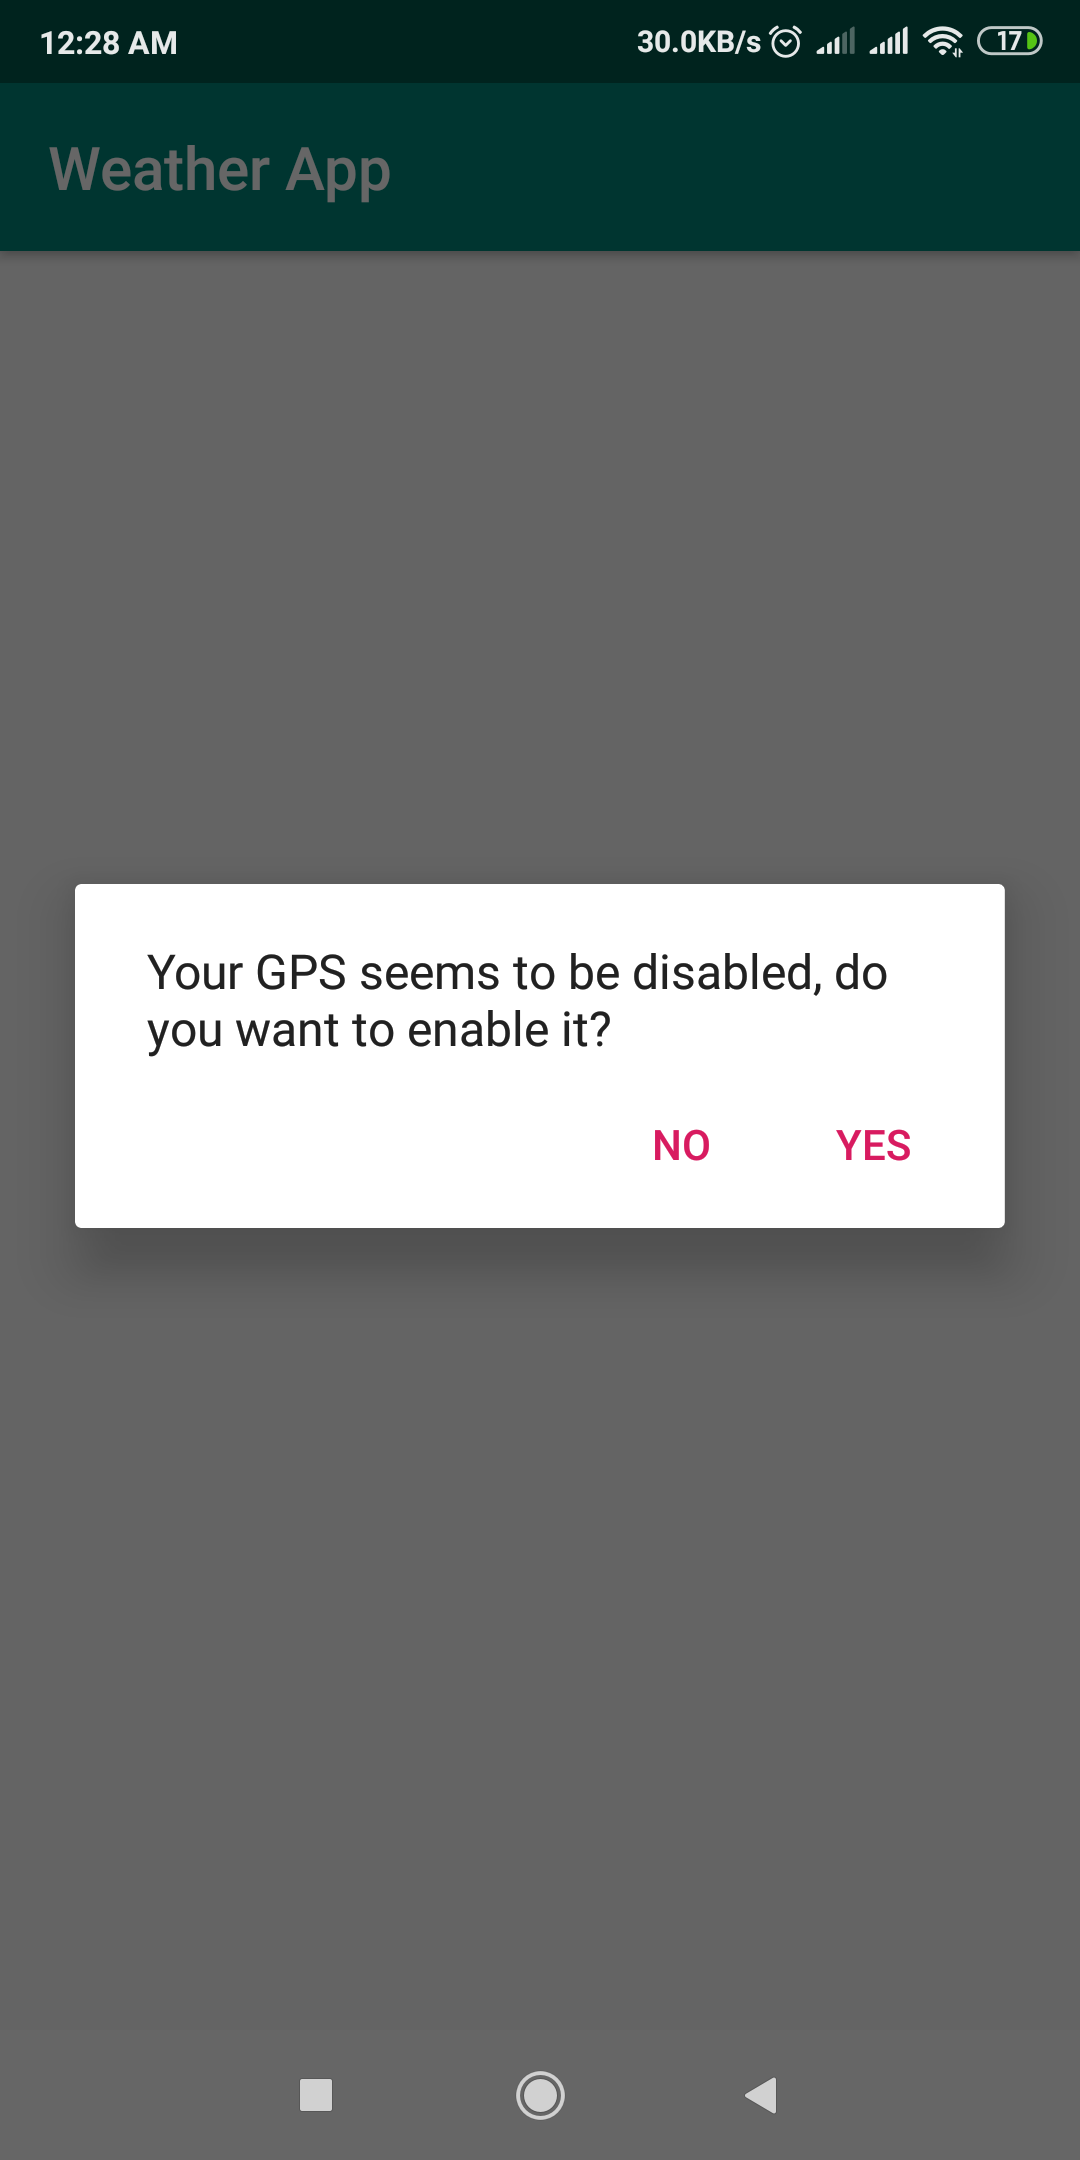 12:28 AM 30.0KB/s 17
Weather App
Your GPS seems to be disabled, do
you want to enable it?
NO YES